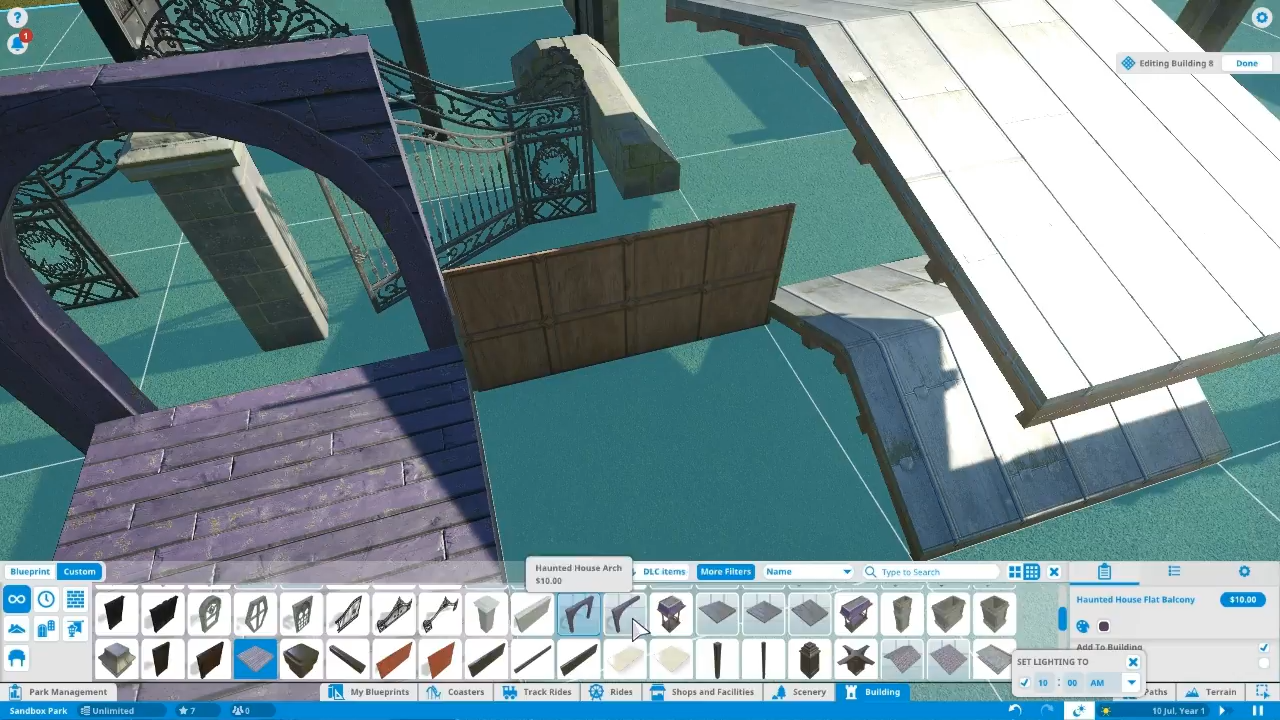 ?
1
Editing Building 8
Done
Blueprint
Custom
Haunted House Arch
$10.00
DLC items
More Filters
Name
Type to Search
Haunted House Flat Balcony
$10.00
Add To Building
SET LIGHTING TO
10 : 00 AM
Park Management
My Blueprints
Coasters
Track Rides
Rides
Shops and Facilities
Scenery
Building
Paths
Terrain
Sandbox Park
Unlimited
7
0
10 Jul, Year 1